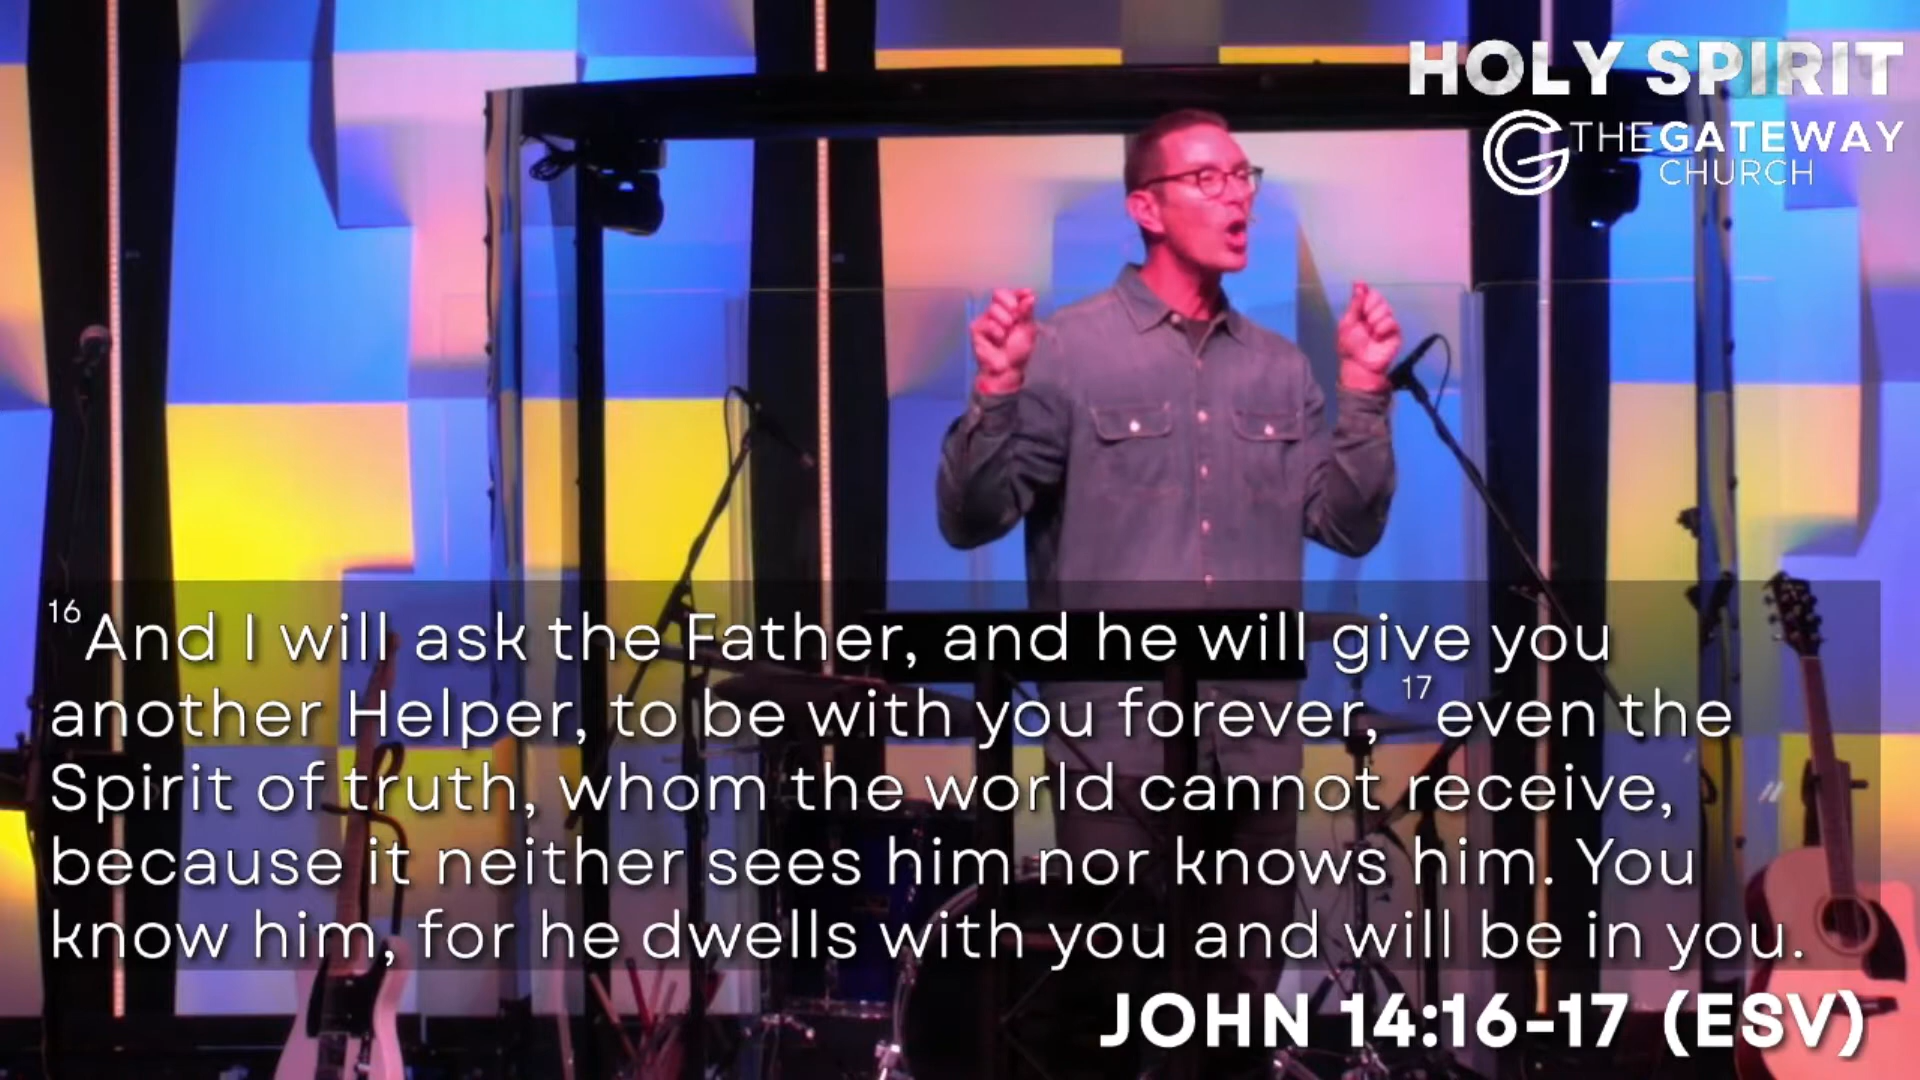 HOLY SPIRIT
THE GATEWAY
CHURCH
16 And I will ask the Father, and he will give you
another Helper, to be with you forever, 17 even the
Spirit of truth, whom the world cannot receive,
because it neither sees him nor knows him. You
know him, for he dwells with you and will be in you.
JOHN 14:16-17 (ESV)